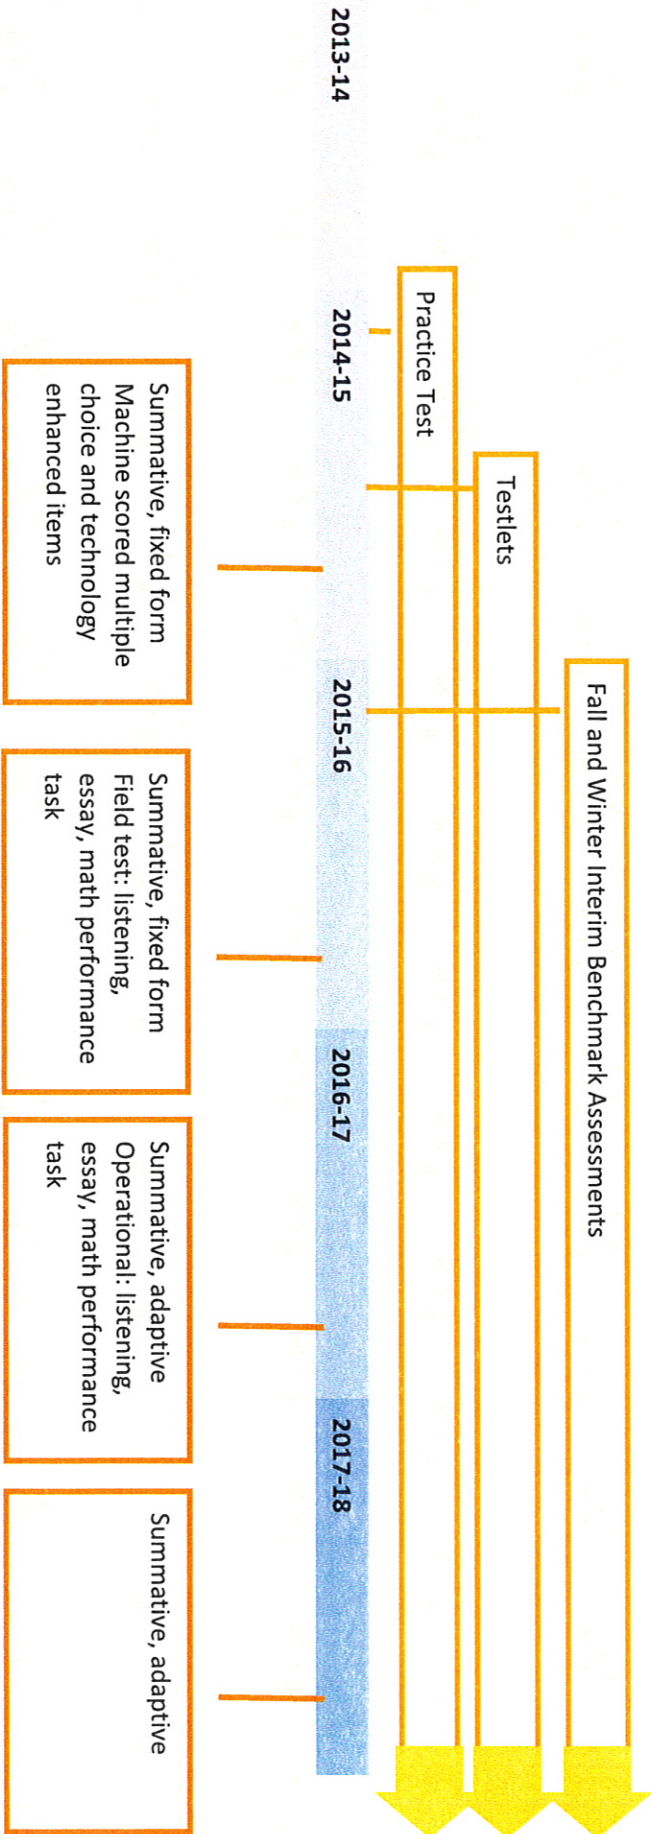 Fall and Winter Interim Benchmark Assessments
Testlets
Practice Test
2013-14
2014-15
2015-16
2016-17
2017-18
Summative, fixed form
Machine scored multiple
choice and technology
enhanced items
Summative, fixed form
Field test: listening,
essay, math performance
task
Summative, adaptive
Operational: listening,
essay, math performance
task
Summative, adaptive